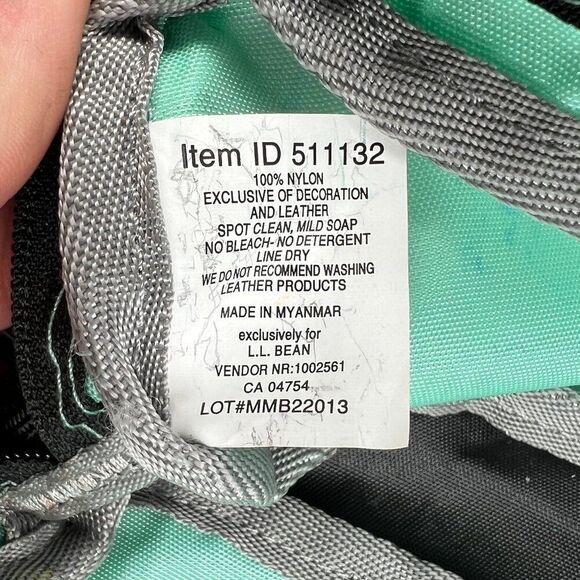 Item ID 511132
100% NYLON
EXCLUSIVE OF DECORATION
AND LEATHER
SPOT CLEAN, MILD SOAP
NO BLEACH- NO DETERGENT
LINE DRY
WE DO NOT RECOMMEND WASHING
LEATHER PRODUCTS
MADE IN MYANMAR
exclusively for
L.L. BEAN
VENDOR NR:1002561
CA 04754
LOT#MMB22013